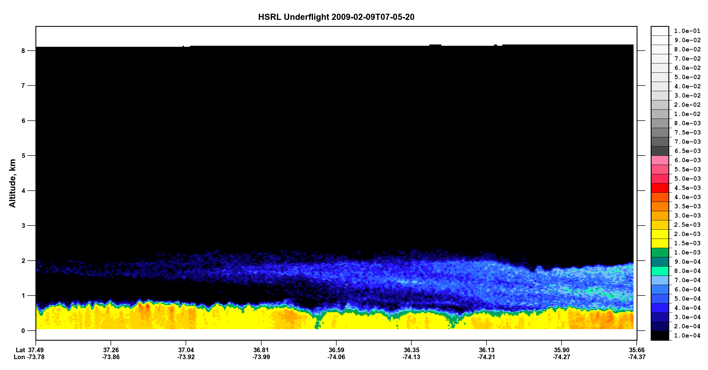 HSRL Underflight 2009-02-09T07-05-20
Altitude, km
8
7
6
5
4
3
2
1
0
Lat 37.49 37.26 37.04 36.81 36.59 36.35 36.13 35.90 35.66
Lon -73.78 -73.86 -73.92 -73.99 -74.06 -74.13 -74.21 -74.27 -74.37
1.0e-01
9.0e-02
8.0e-02
7.0e-02
6.0e-02
5.0e-02
4.0e-02
3.0e-02
2.0e-02
1.0e-02
8.0e-03
7.5e-03
7.0e-03
6.5e-03
6.0e-03
5.5e-03
5.0e-03
4.5e-03
4.0e-03
3.5e-03
3.0e-03
2.5e-03
2.0e-03
1.5e-03
1.0e-03
9.0e-04
8.0e-04
7.0e-04
6.0e-04
5.0e-04
4.0e-04
3.0e-04
2.0e-04
1.0e-04